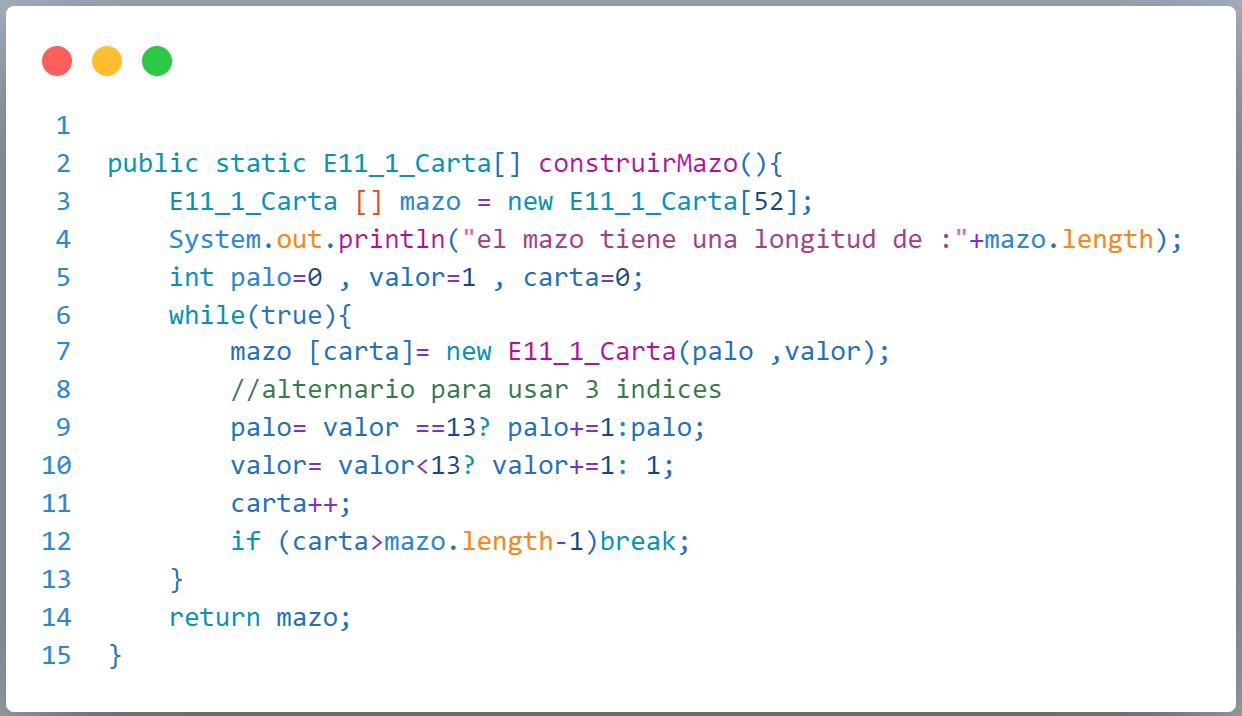 1
2 public static E11_1_Carta[] construirMazo(){
3     E11_1_Carta [] mazo = new E11_1_Carta[52];
4     System.out.println("el mazo tiene una longitud de :"+mazo.length);
5     int palo=0 , valor=1 , carta=0;
6     while(true){
7         mazo [carta]= new E11_1_Carta(palo ,valor);
8         //alternario para usar 3 indices
9         palo= valor ==13? palo+=1:palo;
10         valor= valor<13? valor+=1: 1;
11         carta++;
12         if (carta>mazo.length-1)break;
13     }
14     return mazo;
15 }